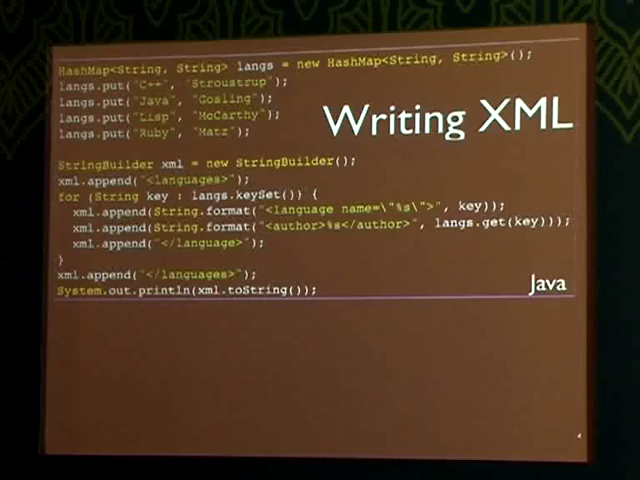 HashMap<String, String> langs = new HashMap<String, String>();
langs.put("C++", "Stroustrup");
langs.put("Java", "Gosling");
langs.put("Lisp", "McCarthy");
langs.put("Ruby", "Matz");
Writing XML
StringBuilder xml = new StringBuilder();
xml.append("<languages>");
for (String key : langs.keySet()) {
xml.append(String.format("<language name=\"%s\">", key));
xml.append(String.format("<author>%s</author>", langs.get(key)));
xml.append("</language>");
}
xml.append("</languages>");
System.out.println(xml.toString());
Java
4